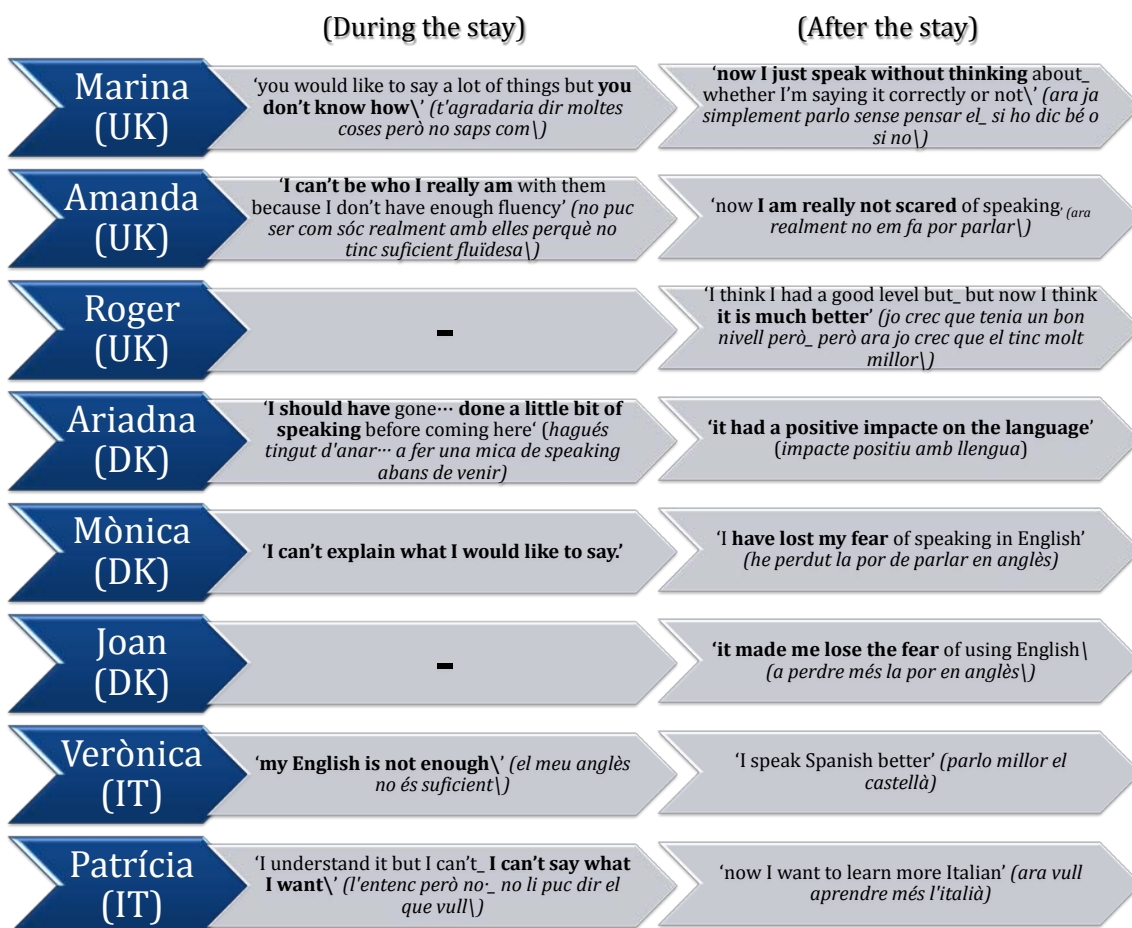 (During the stay)
(After the stay)
Marina
(UK)
‘you would like to say a lot of things but you
don’t know how\’ (t'agradaria dir moltes
coses però no saps com\)
‘now I just speak without thinking about_
whether I’m saying it correctly or not\’ (ara ja
simplement parlo sense pensar el_ si ho dic bé o
si no\)
Amanda
(UK)
‘I can’t be who I really am with them
because I don’t have enough fluency’ (no puc
ser com sóc realment amb elles perquè no
tinc suficient fluïdesa\)
‘now I am really not scared of speaking’ (ara
realment no em fa por parlar\)
Roger
(UK)
-
‘I think I had a good level but_ but now I think
it is much better’ (jo crec que tenia un bon
nivell però_ però ara jo crec que el tinc molt
millor\)
Ariadna
(DK)
‘I should have gone··· done a little bit of
speaking before coming here‘ (hagués
tingut d'anar··· a fer una mica de speaking
abans de venir)
‘it had a positive impacte on the language’
(impacte positiu amb llengua)
Mònica
(DK)
‘I can’t explain what I would like to say.’
‘I have lost my fear of speaking in English’
(he perdut la por de parlar en anglès)
Joan
(DK)
-
‘it made me lose the fear of using English\
(a perdre més la por en anglès\)
Verònica
(IT)
‘my English is not enough\’ (el meu anglès
no és suficient\)
‘I speak Spanish better’ (parlo millor el
castellà)
Patrícia
(IT)
‘I understand it but I can’t_ I can’t say what
I want\’ (l'entenc però no·_ no li puc dir el
que vull\)
‘now I want to learn more Italian’ (ara vull
aprendre més l'italià)